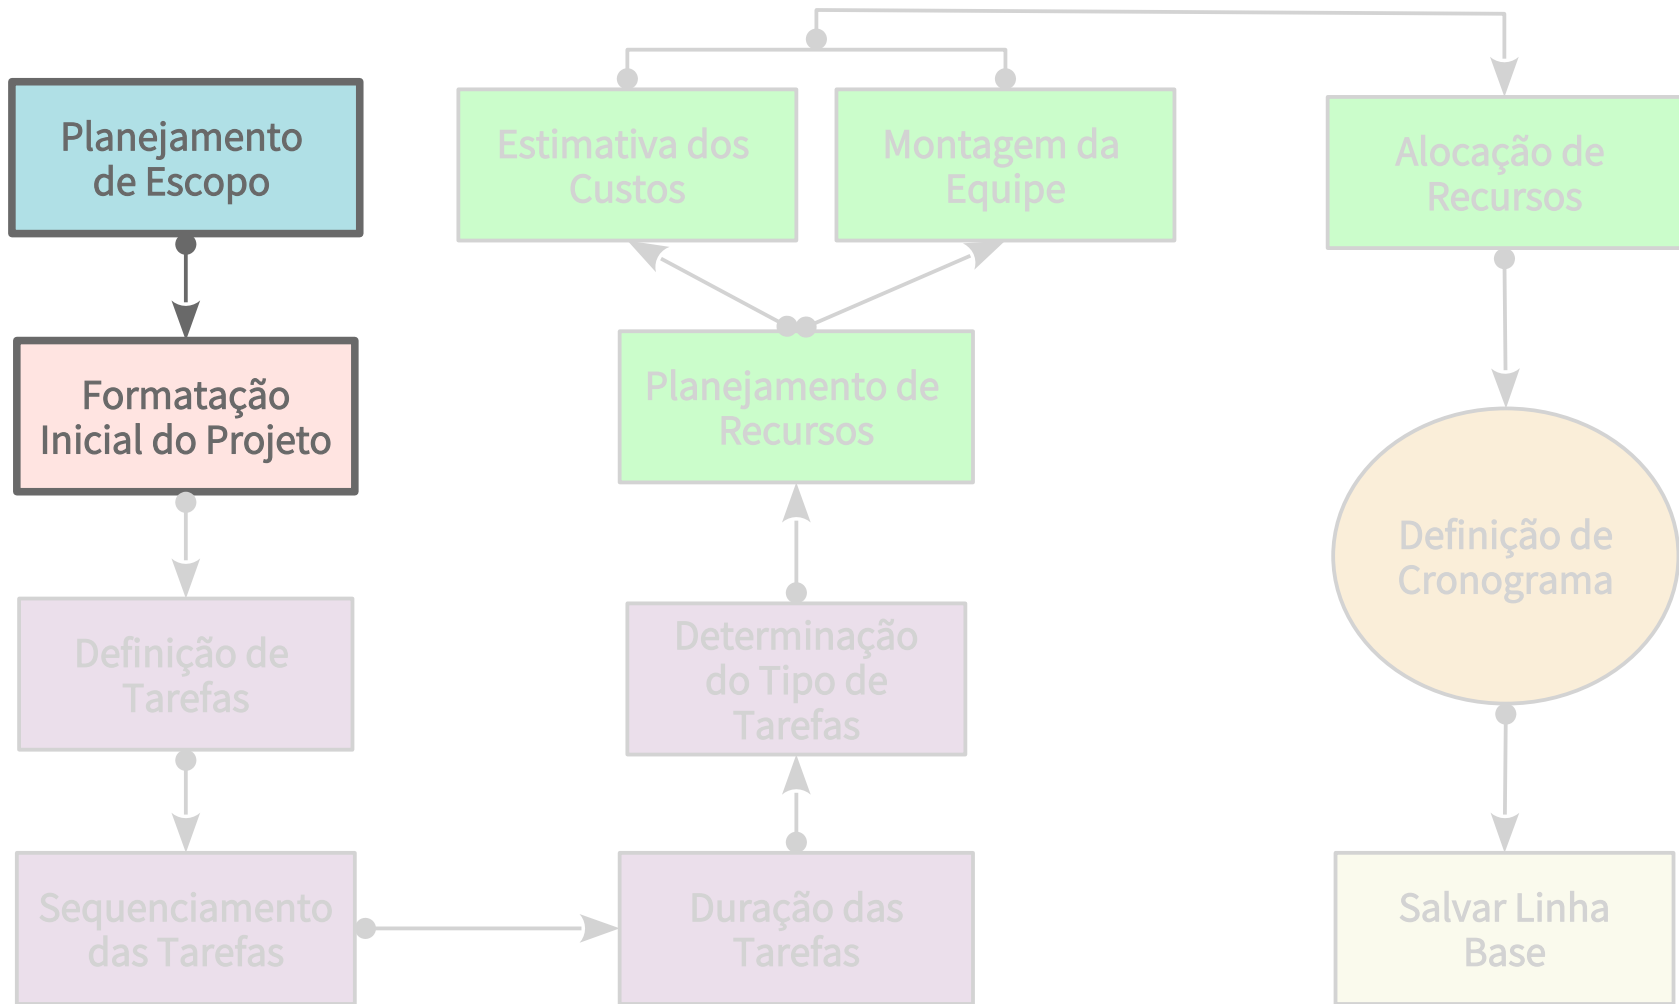 Planejamento
de Escopo
Formatação
Inicial do Projeto
Definição de
Tarefas
Sequenciamento
das Tarefas
Duração das
Tarefas
Determinação
do Tipo de
Tarefas
Planejamento de
Recursos
Estimativa dos
Custos
Montagem da
Equipe
Alocação de
Recursos
Definição de
Cronograma
Salvar Linha
Base